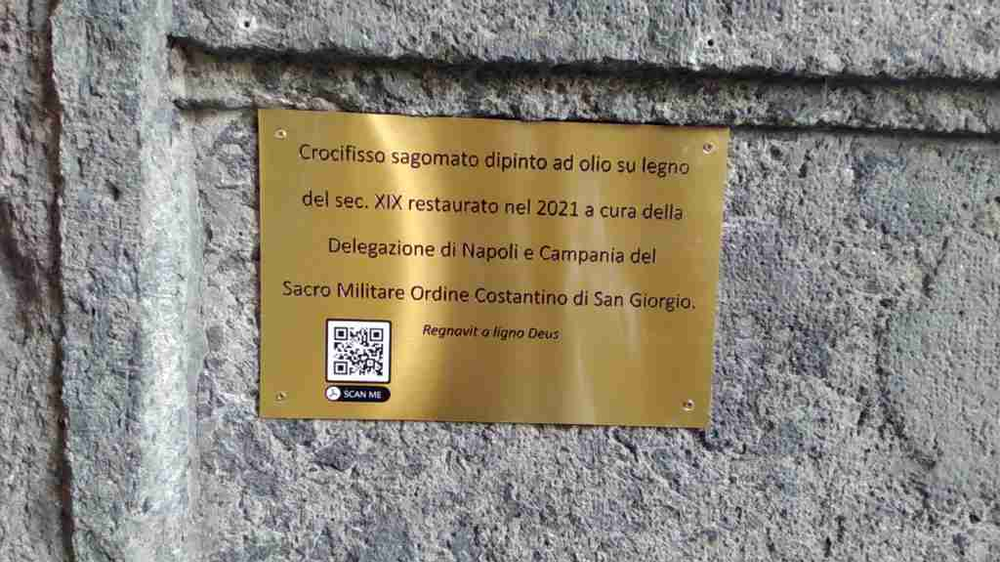 Crocifisso sagomato dipinto ad olio su legno
del sec. XIX restaurato nel 2021 a cura della
Delegazione di Napoli e Campania del
Sacro Militare Ordine Costantino di San Giorgio.
Regnavit a ligno Deus
SCAN ME